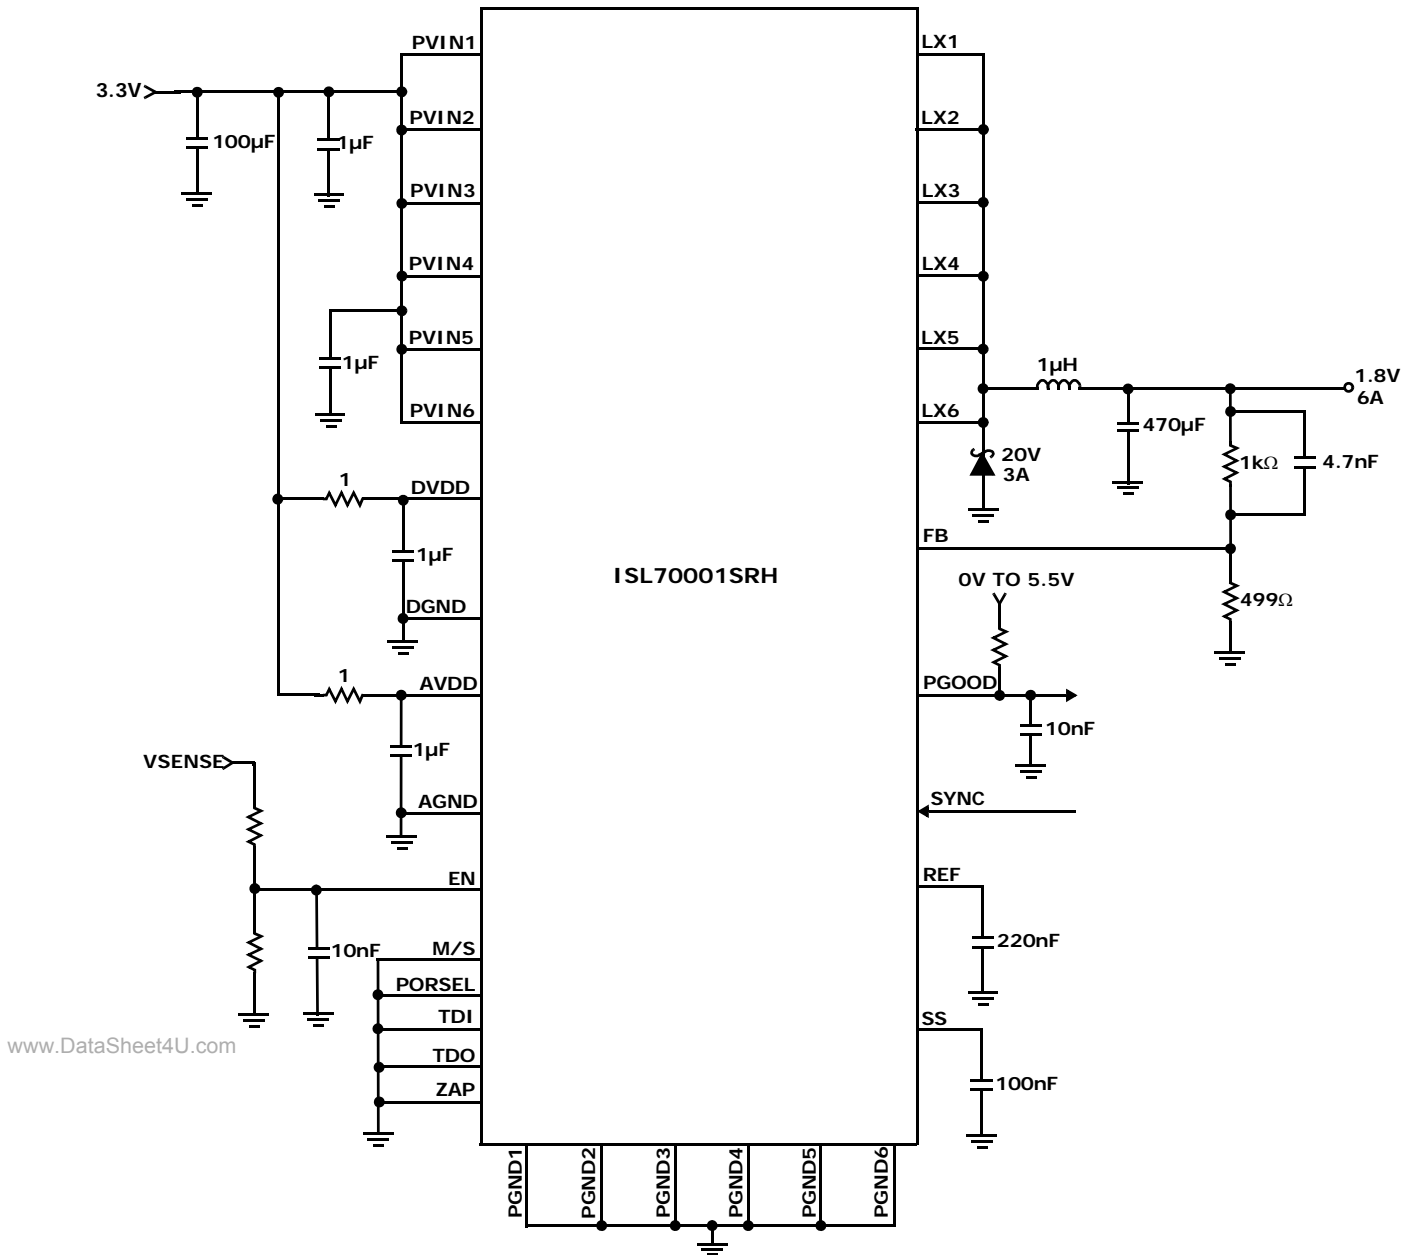 PVIN1
LX1
3.3V
100µF
1µF
PVIN2
LX2
PVIN3
LX3
PVIN4
LX4
1µF
PVIN5
LX5
1µH
1.8V
6A
PVIN6
LX6
470µF
20V
3A
1kΩ
4.7nF
1
DVDD
FB
1µF
ISL70001SRH
0V TO 5.5V
DGND
499Ω
1
AVDD
PGOOD
10nF
1µF
VSENSE
AGND
SYNC
EN
REF
10nF
M/S
220nF
PORSEL
TDI
SS
TDO
www.DataSheet4U.com
ZAP
100nF
PGND1
PGND2
PGND3
PGND4
PGND5
PGND6